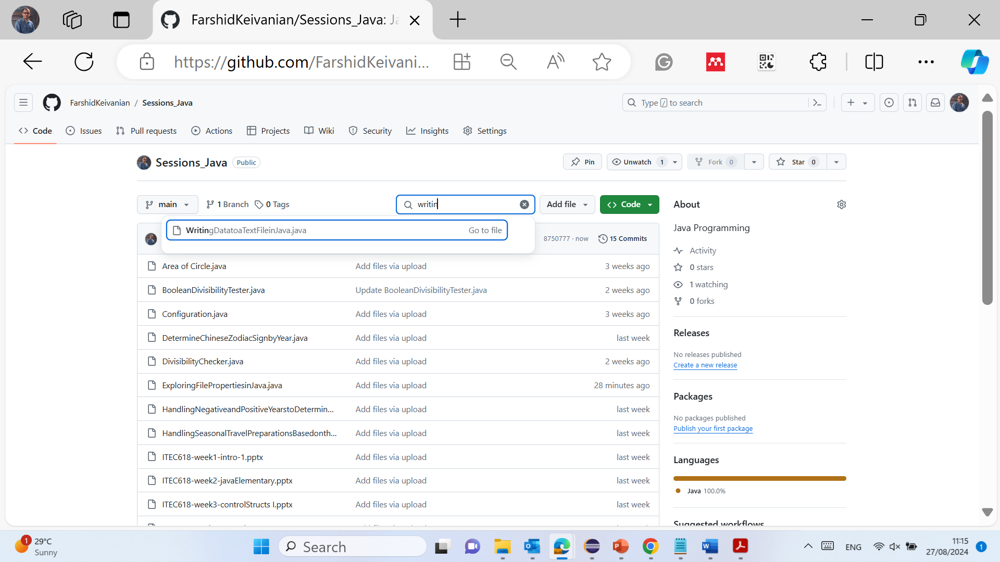 FarshidKeivanian/Sessions_Java: Ja
https://github.com/FarshidKeivani...
FarshidKeivanian / Sessions_Java
Type / to search
Code
Issues
Pull requests
Actions
Projects
Wiki
Security
Insights
Settings
Sessions_Java Public
Pin
Unwatch 1
Fork 0
Star 0
main
1 Branch
0 Tags
writin
Add file
Code
WritingDatatoaTextFileinJava.java Go to file
8750777 · now
15 Commits
Area of Circle.java Add files via upload 3 weeks ago
BooleanDivisibilityTester.java Update BooleanDivisibilityTester.java 2 weeks ago
Configuration.java Add files via upload 3 weeks ago
DetermineChineseZodiacSignbyYear.java Add files via upload last week
DivisibilityChecker.java Add files via upload 2 weeks ago
ExploringFilePropertiesinJava.java Add files via upload 28 minutes ago
HandlingNegativeandPositiveYearstoDetermin... Add files via upload last week
HandlingSeasonalTravelPreparationsBasedonth... Add files via upload last week
ITEC618-week1-intro-1.pptx Add files via upload last week
ITEC618-week2-javaElementary.pptx Add files via upload last week
ITEC618-week3-controlStructs I.pptx Add files via upload last week
About
Java Programming
Activity
0 stars
1 watching
0 forks
Releases
No releases published
Create a new release
Packages
No packages published
Publish your first package
Languages
Java 100.0%
Suggested workflows
1
29°C
Sunny
Search
ENG
11:15
27/08/2024
1